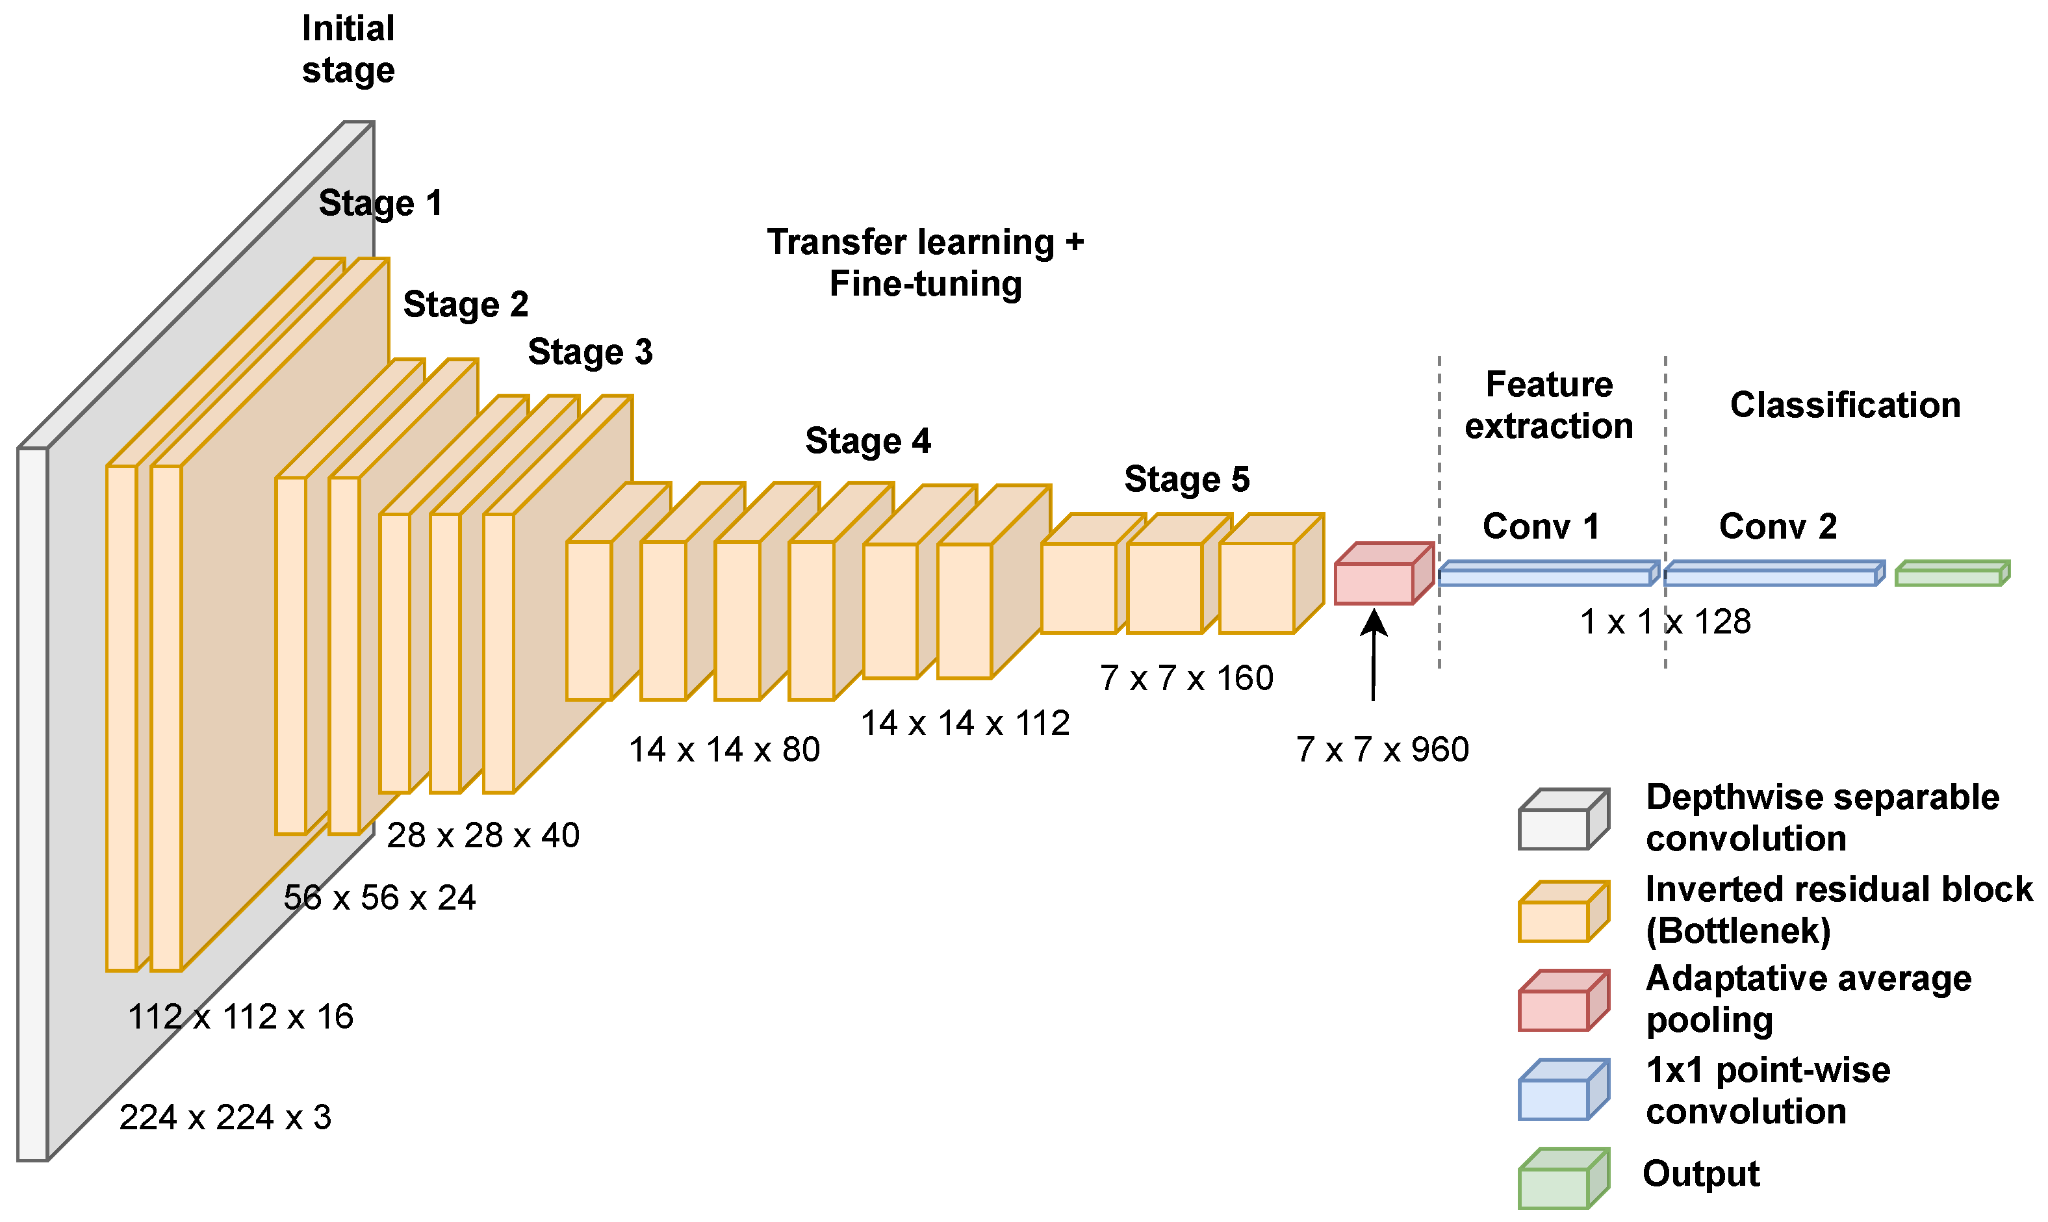 Initial
stage
Stage 1
Stage 2
Stage 3
Transfer learning +
Fine-tuning
Stage 4
Stage 5
Feature
extraction
Classification
Conv 1
Conv 2
1 x 1 x 128
7 x 7 x 160
14 x 14 x 112
14 x 14 x 80
7 x 7 x 960
28 x 28 x 40
56 x 56 x 24
112 x 112 x 16
224 x 224 x 3
Depthwise separable
convolution
Inverted residual block
(Bottlenek)
Adaptative average
pooling
1x1 point-wise
convolution
Output